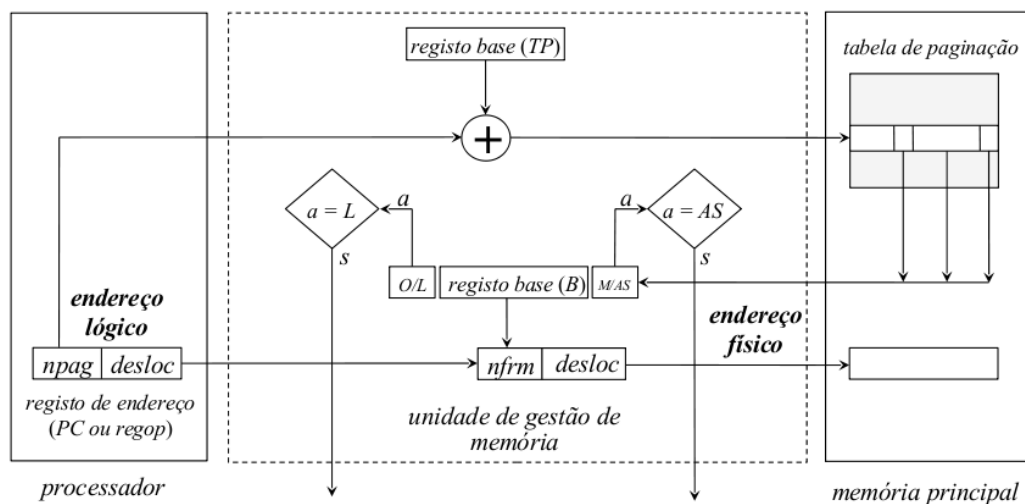 registo base (TP)
tabela de paginação
+
a = L
a
a
a = AS
s
s
O/L
registo base (B)
M/AS
endereço
lógico
endereço
físico
npag
desloc
nfrm
desloc
registo de endereço
(PC ou regop)
unidade de gestão de
memória
processador
memória principal